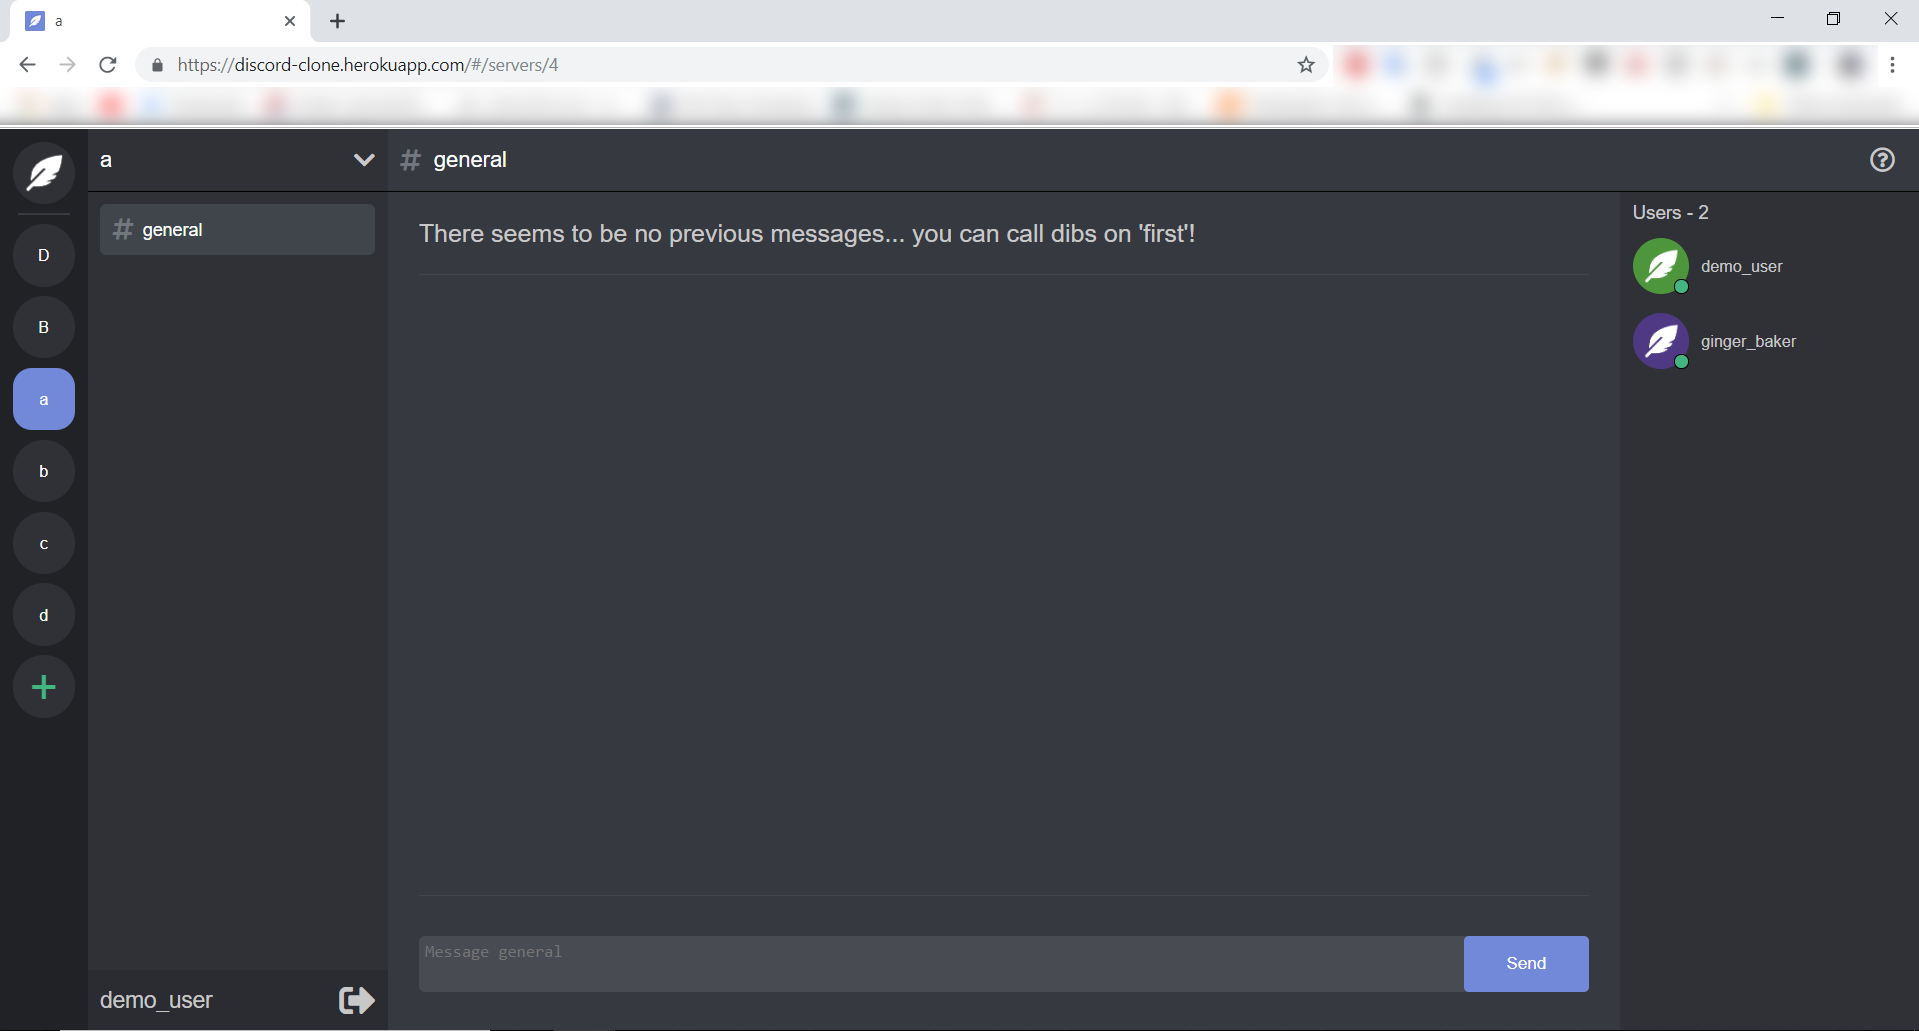 a
https://discord-clone.herokuapp.com/#/servers/4
a
# general
D
B
a
b
c
d
# general
There seems to be no previous messages... you can call dibs on 'first'!
Users - 2
demo_user
ginger_baker
Message general
Send
demo_user